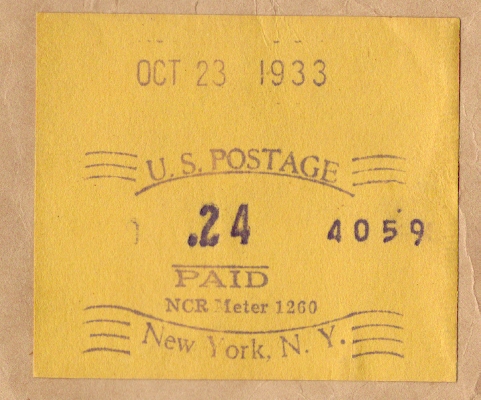 OCT 23 1933
U. S. POSTAGE
.24 4059
PAID
NCR Meter 1260
New York, N. Y.